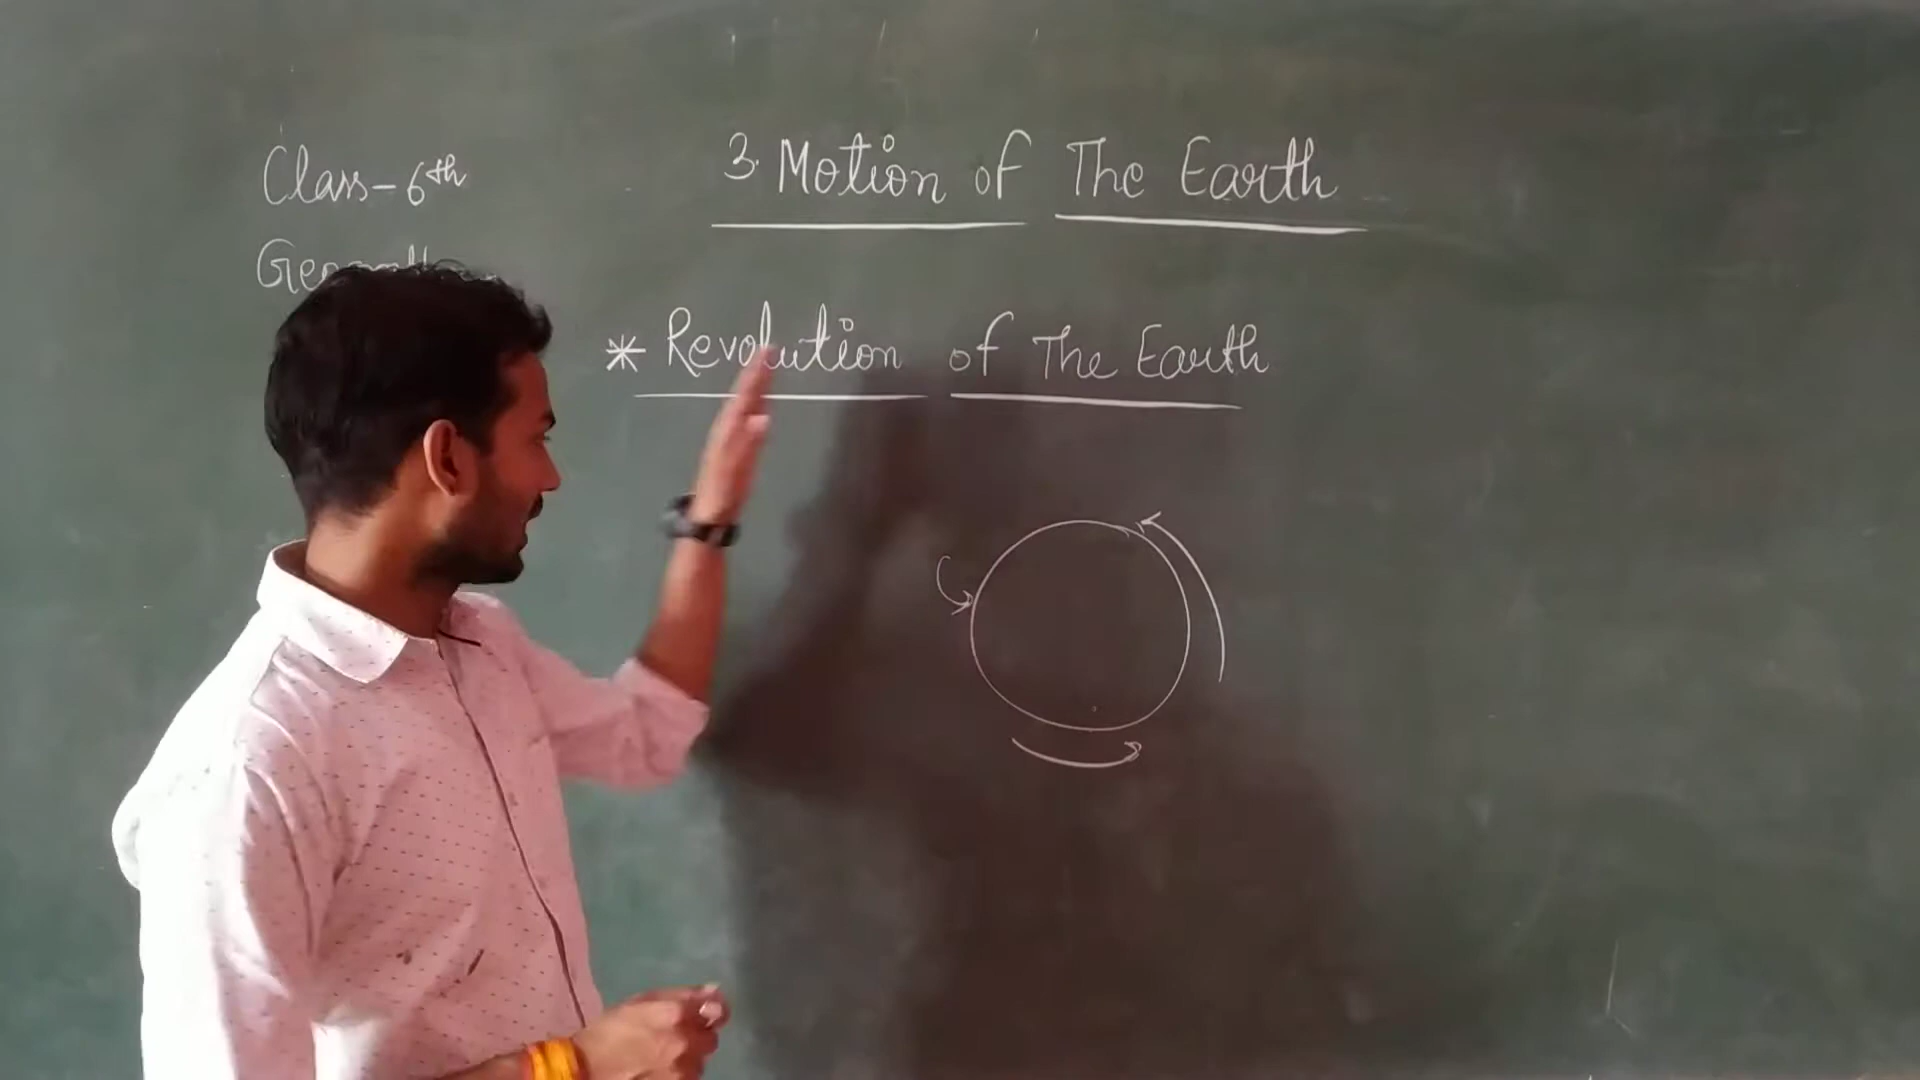 Class-6th
3. Motion of The Earth
* Revolution of The Earth